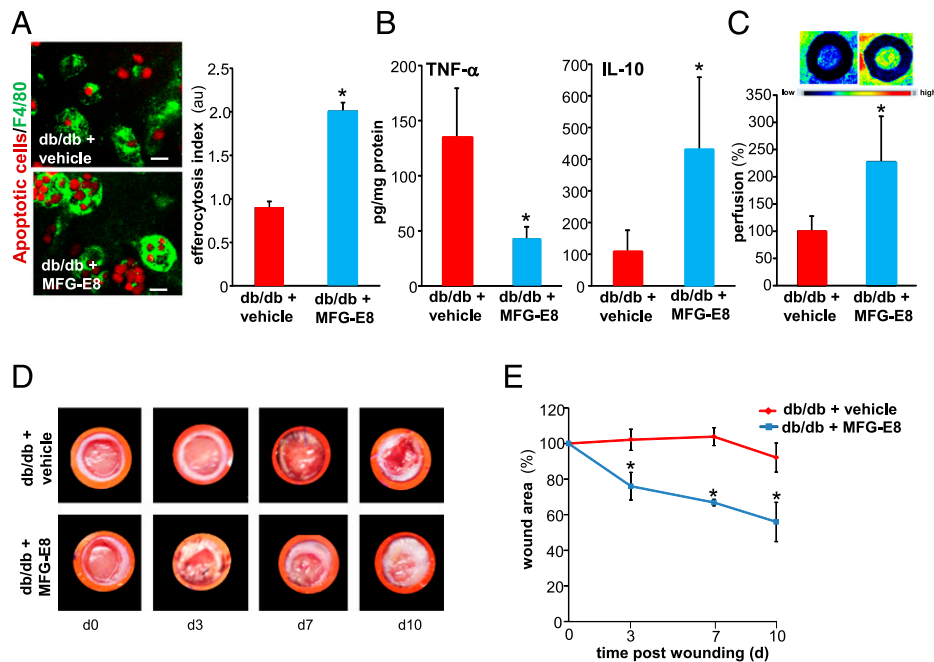 A
Apoptotic cells/F4/80
db/db +
vehicle
db/db +
MFG-E8
efferocytosis index (au)
2.5
2.0
1.5
1.0
0.5
0
*
db/db +
vehicle
db/db +
MFG-E8
B
TNF-α
pg/mg protein
200
150
100
50
0
*
db/db +
vehicle
db/db +
MFG-E8
IL-10
700
600
500
400
300
200
100
0
*
db/db +
vehicle
db/db +
MFG-E8
C
low
high
perfusion (%)
350
300
250
200
150
100
50
0
*
db/db +
vehicle
db/db +
MFG-E8
D
db/db +
vehicle
db/db +
MFG-E8
d0
d3
d7
d10
E
db/db + vehicle
db/db + MFG-E8
wound area (%)
120
100
80
60
40
20
0
*
*
*
0
3
7
10
time post wounding (d)